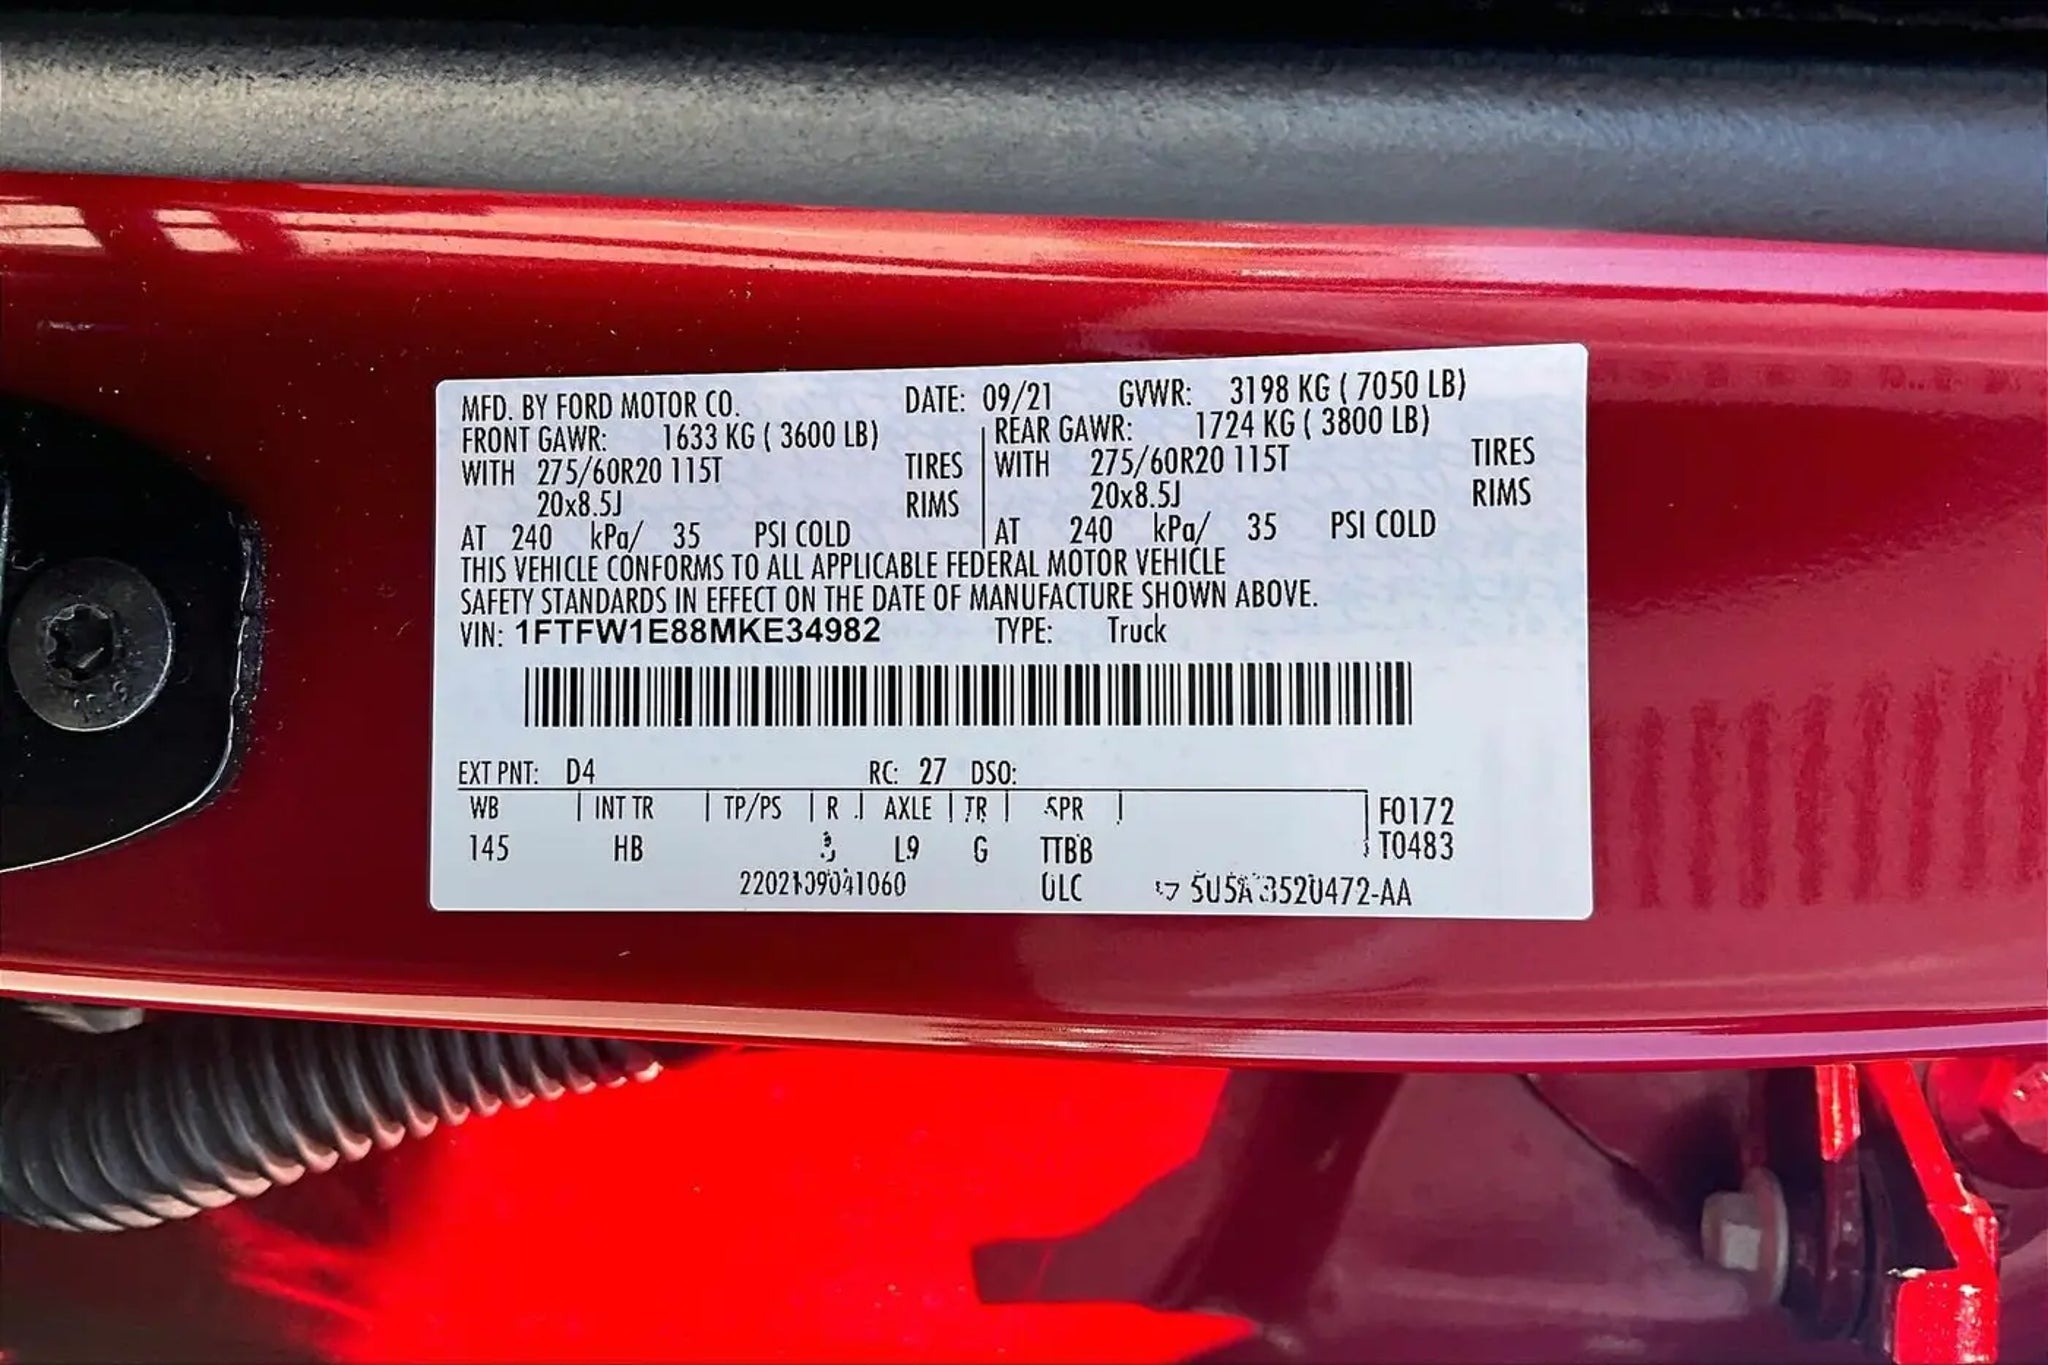 MFD. BY FORD MOTOR CO. DATE: 09/21 GVWR: 3198 KG ( 7050 LB)
FRONT GAWR: 1633 KG ( 3600 LB) REAR GAWR: 1724 KG ( 3800 LB)
WITH 275/60R20 115T TIRES WITH 275/60R20 115T TIRES
20x8.5J RIMS 20x8.5J RIMS
AT 240 kPa/ 35 PSI COLD AT 240 kPa/ 35 PSI COLD
THIS VEHICLE CONFORMS TO ALL APPLICABLE FEDERAL MOTOR VEHICLE
SAFETY STANDARDS IN EFFECT ON THE DATE OF MANUFACTURE SHOWN ABOVE.
VIN: 1FTFW1E88MKE34982 TYPE: Truck
EXT PNT: D4 RC: 27 DSO:
WB INT TR TP/PS R AXLE TR SPR F0172
145 HB L9 G TTBB T0483
ULC